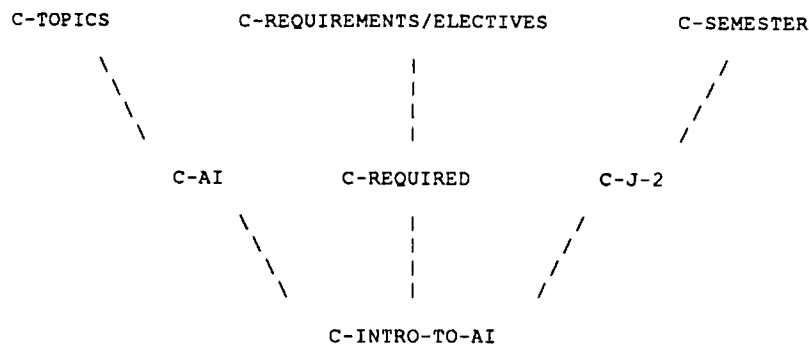 C-TOPICS C-REQUIREMENTS/ELECTIVES C-SEMESTER
C-AI C-REQUIRED C-J-2
C-INTRO-TO-AI